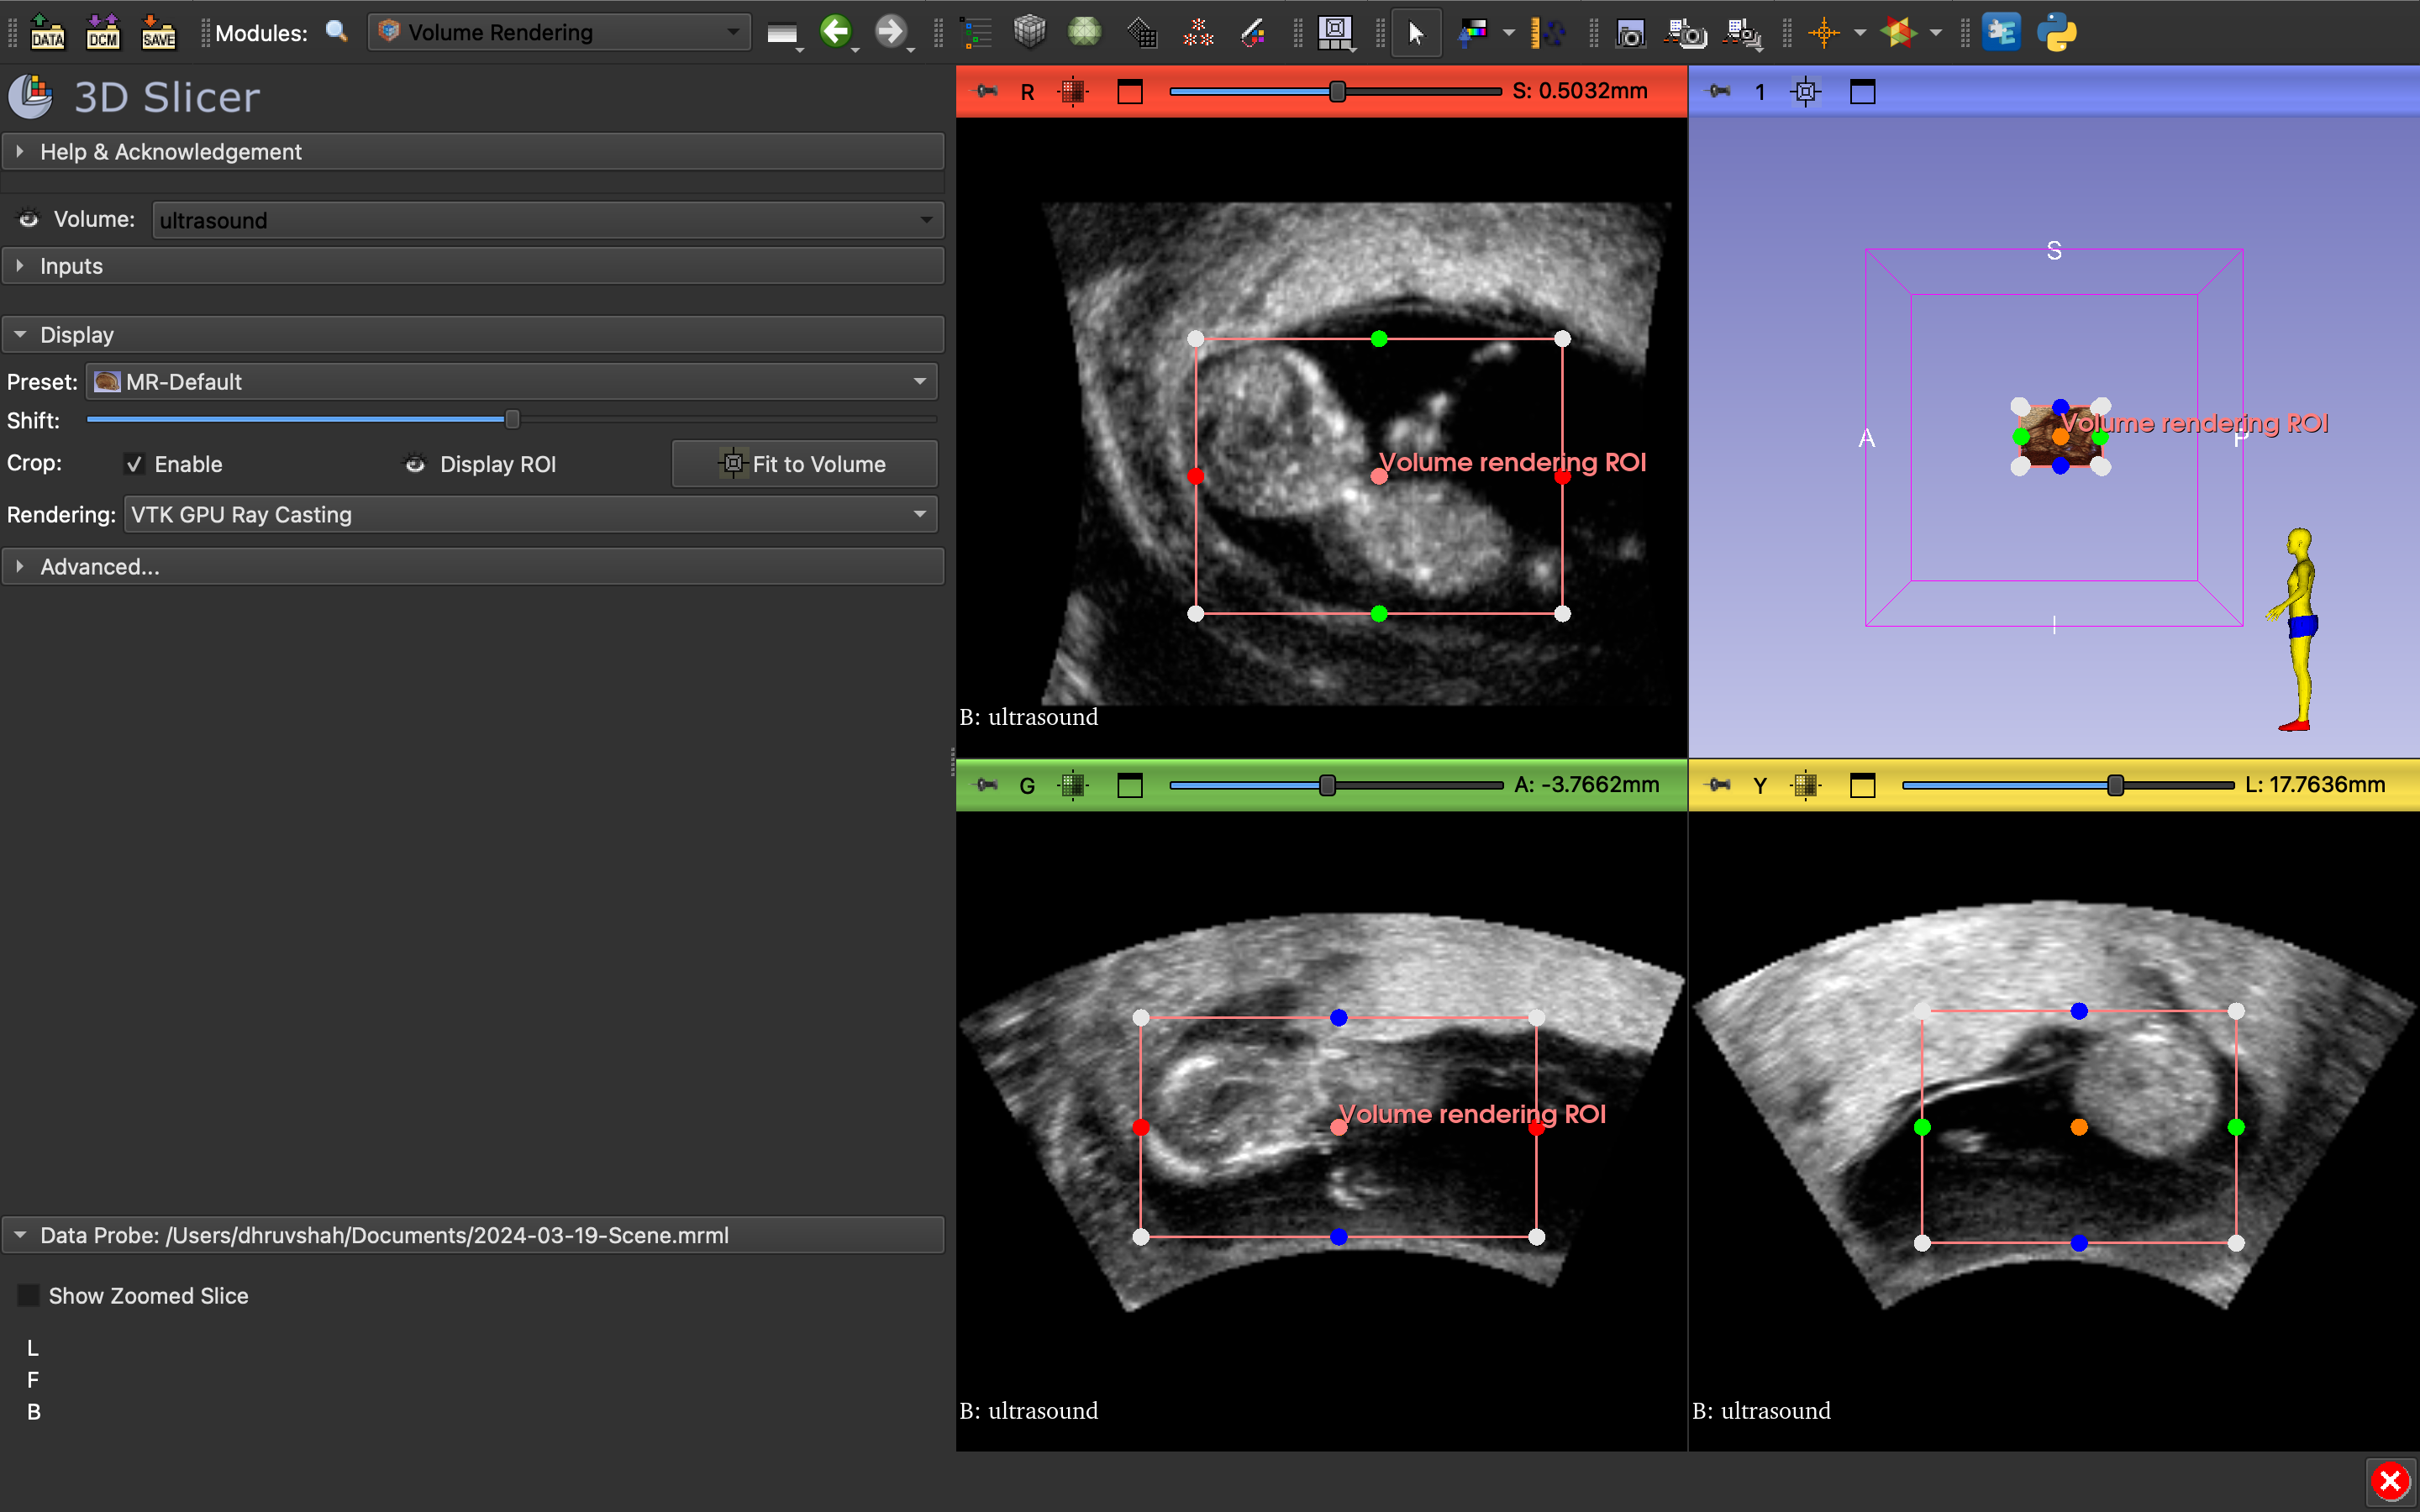 DATA DCM SAVE Modules: Volume Rendering
3D Slicer
Help & Acknowledgement
Volume: ultrasound
Inputs
Display
Preset: MR-Default
Shift:
Crop: Enable Display ROI Fit to Volume
Rendering: VTK GPU Ray Casting
Advanced...
Data Probe: /Users/dhruvshah/Documents/2024-03-19-Scene.mrml
Show Zoomed Slice
L
F
B
R S: 0.5032mm
Volume rendering ROI
B: ultrasound
1
S
Volume rendering ROI
A P
I
G A: -3.7662mm
Volume rendering ROI
B: ultrasound
Y L: 17.7636mm
B: ultrasound